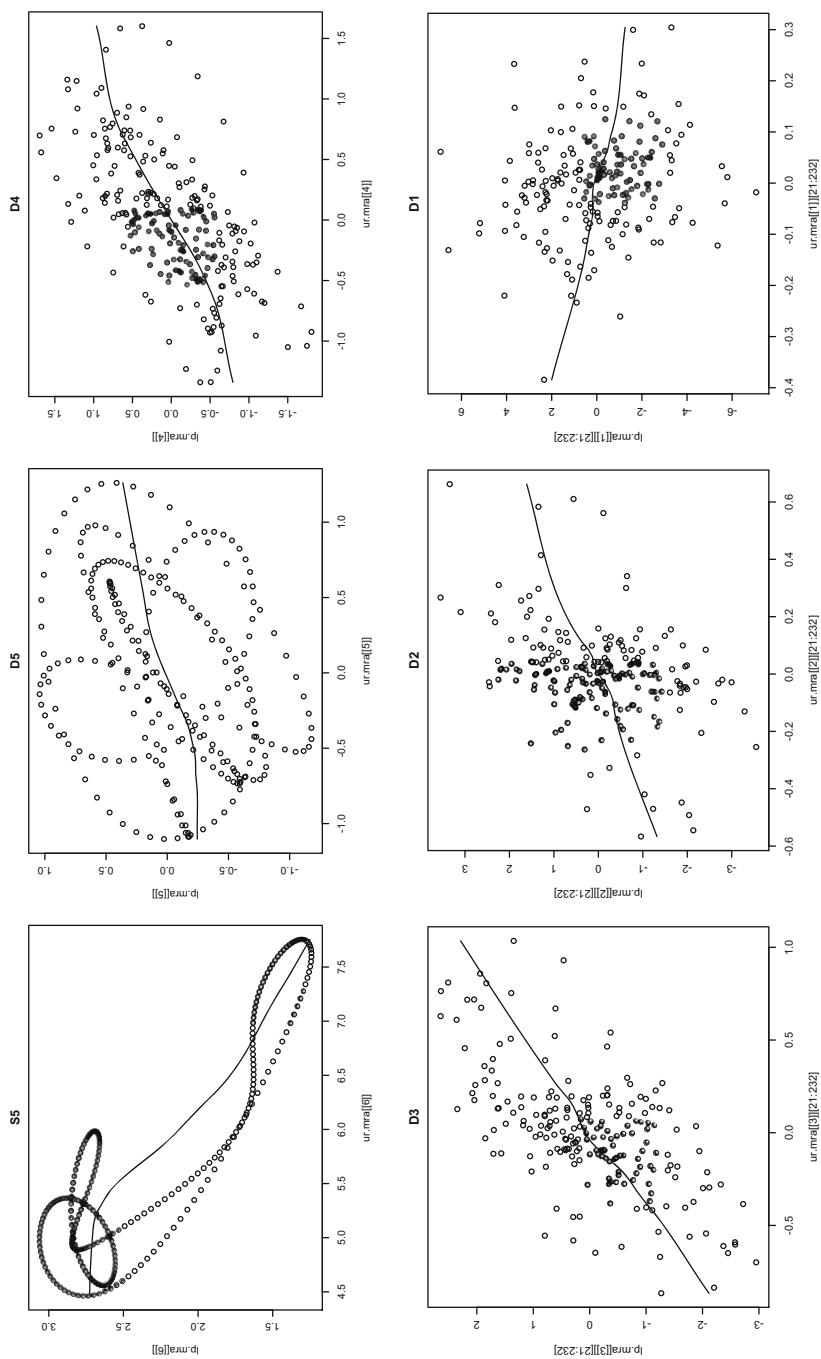 S5
lp.mra[[6]]
3.0
2.5
2.0
1.5
4.5 5.0 5.5 6.0 6.5 7.0 7.5
ur.mra[[6]]
D5
lp.mra[[5]]
1.0
0.5
0.0
-0.5
-1.0
-1.0 -0.5 0.0 0.5 1.0
ur.mra[[5]]
D4
lp.mra[[4]]
1.5
1.0
0.5
0.0
-0.5
-1.0
-1.5
-1.0 -0.5 0.0 0.5 1.0 1.5
ur.mra[[4]]
D3
lp.mra[[3]][21:232]
2
1
0
-1
-2
-3
-0.5 0.0 0.5 1.0
ur.mra[[3]][21:232]
D2
lp.mra[[2]][21:232]
3
2
1
0
-1
-2
-3
-0.6 -0.4 -0.2 0.0 0.2 0.4 0.6
ur.mra[[2]][21:232]
D1
lp.mra[[1]][21:232]
6
4
2
0
-2
-4
-6
-0.4 -0.3 -0.2 -0.1 0.0 0.1 0.2 0.3
ur.mra[[1]][21:232]